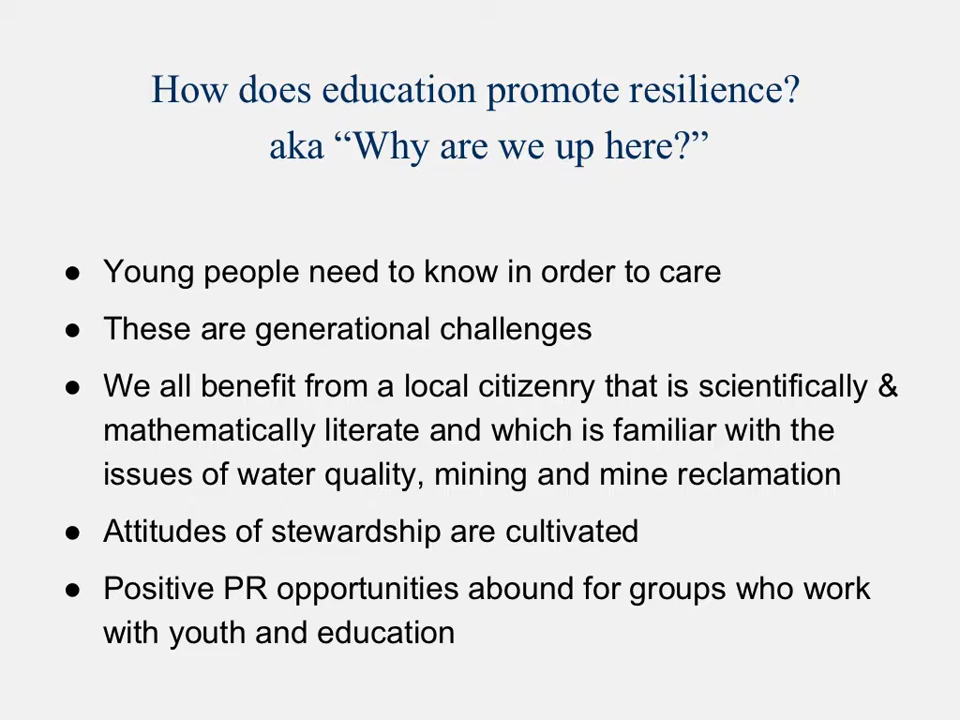 How does education promote resilience?
aka “Why are we up here?”
● Young people need to know in order to care
● These are generational challenges
● We all benefit from a local citizenry that is scientifically &
mathematically literate and which is familiar with the
issues of water quality, mining and mine reclamation
● Attitudes of stewardship are cultivated
● Positive PR opportunities abound for groups who work
with youth and education